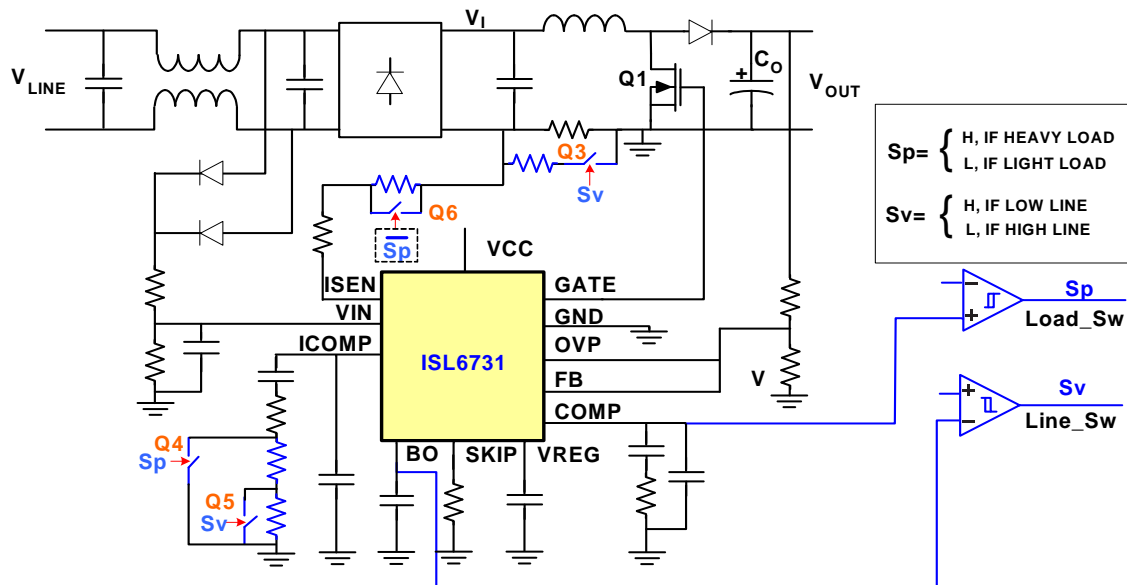 V_I
Q1
C_O
+
V_LINE
V_OUT
Q3
Sv
Q6
Sp
VCC
Sp= { H, IF HEAVY LOAD
L, IF LIGHT LOAD
Sv= { H, IF LOW LINE
L, IF HIGH LINE
ISEN
GATE
VIN
GND
ICOMP
OVP
ISL6731
FB
V
COMP
BO
SKIP
VREG
Q4
Sp
Q5
Sv
−
+
Sp
Load_Sw
+
−
Sv
Line_Sw